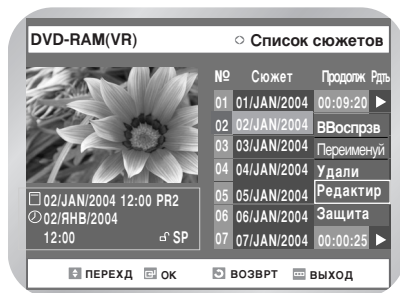 DVD-RAM(VR) Список сюжетов
№ Сюжет Продолж Рдть
01 01/JAN/2004 00:09:20
02 02/JAN/2004 ВВоспрзв
03 03/JAN/2004 Переименуй
04 04/JAN/2004 Удали
05 05/JAN/2004 Редактир
06 06/JAN/2004 Защита
07 07/JAN/2004 00:00:25
02/JAN/2004 12:00 PR2
02/ЯНВ/2004
12:00 SP
ПЕРЕХД ОК ВОЗВРТ ВЫХОД